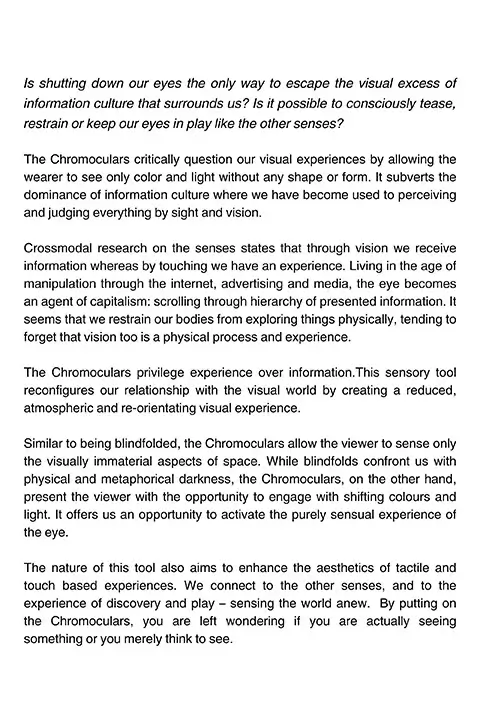 Is shutting down our eyes the only way to escape the visual excess of
information culture that surrounds us? Is it possible to consciously tease,
restrain or keep our eyes in play like the other senses?
The Chromoculars critically question our visual experiences by allowing the
wearer to see only color and light without any shape or form. It subverts the
dominance of information culture where we have become used to perceiving
and judging everything by sight and vision.
Crossmodal research on the senses states that through vision we receive
information whereas by touching we have an experience. Living in the age of
manipulation through the internet, advertising and media, the eye becomes
an agent of capitalism: scrolling through hierarchy of presented information. It
seems that we restrain our bodies from exploring things physically, tending to
forget that vision too is a physical process and experience.
The Chromoculars privilege experience over information.This sensory tool
reconfigures our relationship with the visual world by creating a reduced,
atmospheric and re-orientating visual experience.
Similar to being blindfolded, the Chromoculars allow the viewer to sense only
the visually immaterial aspects of space. While blindfolds confront us with
physical and metaphorical darkness, the Chromoculars, on the other hand,
present the viewer with the opportunity to engage with shifting colours and
light. It offers us an opportunity to activate the purely sensual experience of
the eye.
The nature of this tool also aims to enhance the aesthetics of tactile and
touch based experiences. We connect to the other senses, and to the
experience of discovery and play – sensing the world anew.  By putting on
the Chromoculars, you are left wondering if you are actually seeing
something or you merely think to see.